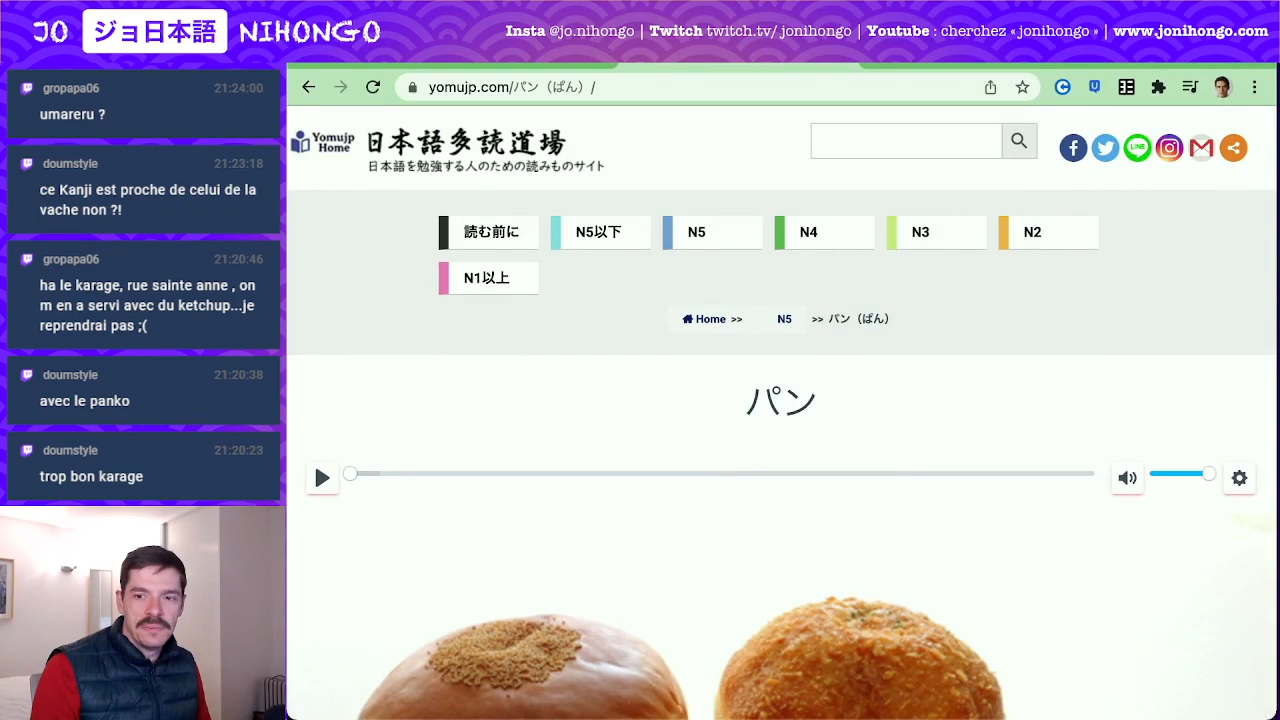 JO ジョ日本語 NIHONGO
Insta @jo.nihongo | Twitch twitch.tv/jonihongo | Youtube : cherchez « jonihongo » | www.jonihongo.com
gropapa06 21:24:00
umareru ?
doumstyle 21:23:18
ce Kanji est proche de celui de la
vache non ?!
gropapa06 21:20:46
ha le karage, rue sainte anne , on
m en a servi avec du ketchup...je
reprendrai pas ;(
doumstyle 21:20:38
avec le panko
doumstyle 21:20:23
trop bon karage
yomujp.com/パン（ぱん）/
Yomujp
Home
日本語多読道場
日本語を勉強する人のための読みものサイト
LINE
読む前に N5以下 N5 N4 N3 N2
N1以上
Home >> N5 >> パン（ぱん）
パン